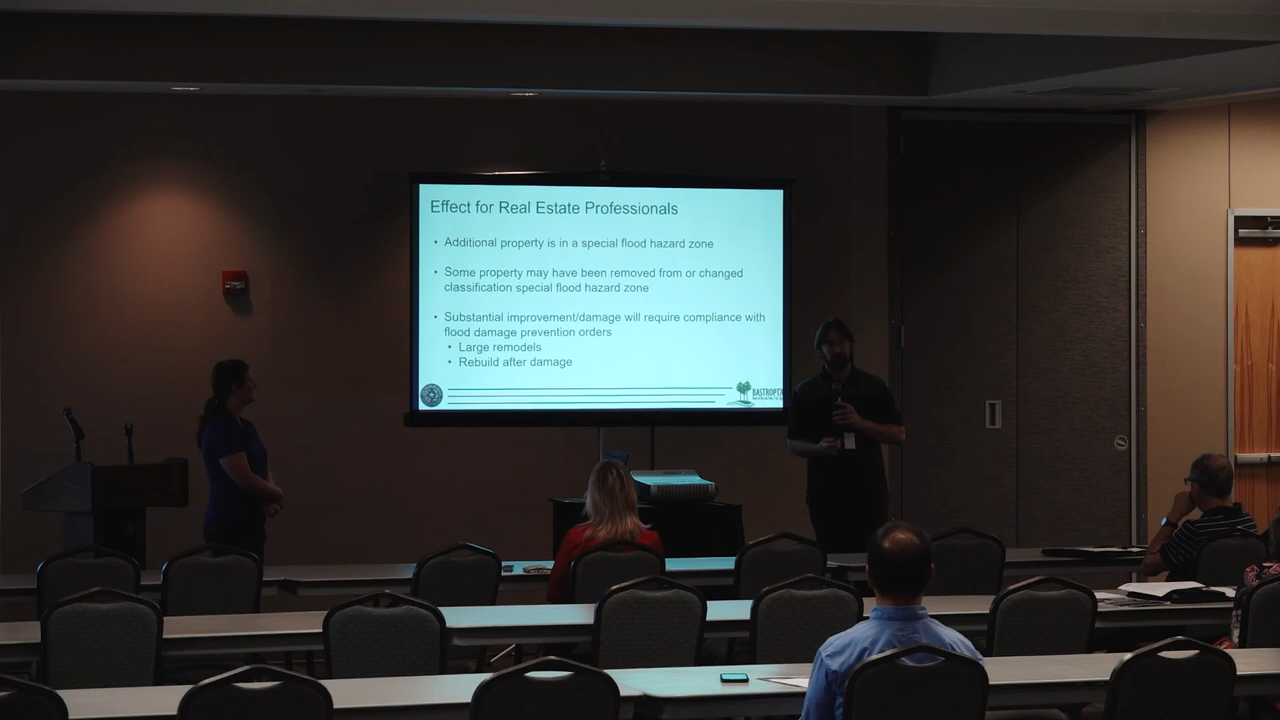 Effect for Real Estate Professionals
• Additional property is in a special flood hazard zone
• Some property may have been removed from or changed
classification special flood hazard zone
• Substantial improvement/damage will require compliance with
flood damage prevention orders
• Large remodels
• Rebuild after damage
BASTROPTX